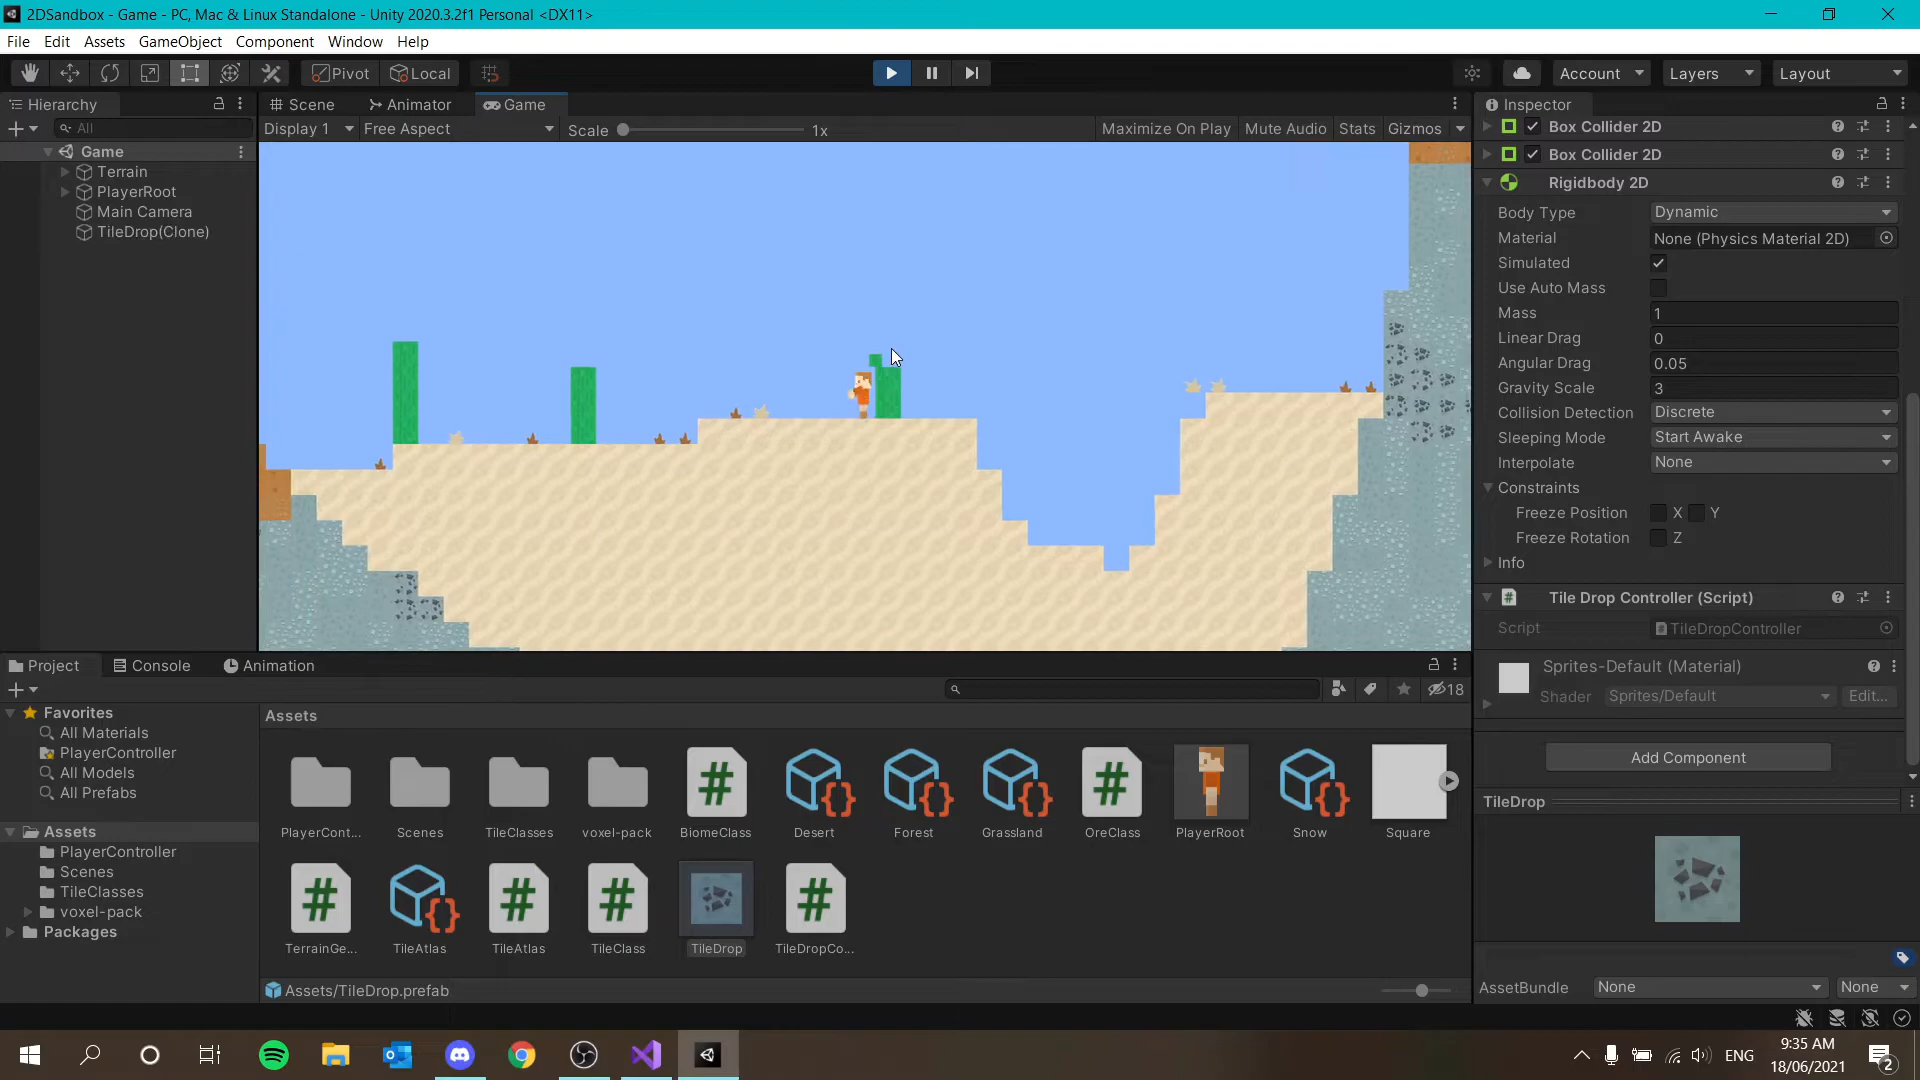 2DSandbox - Game - PC, Mac & Linux Standalone - Unity 2020.3.2f1 Personal <DX11>
File Edit Assets GameObject Component Window Help
Pivot Local Account Layers Layout
Hierarchy
All
Game
Terrain
PlayerRoot
Main Camera
TileDrop(Clone)
Scene Animator Game
Display 1 Free Aspect Scale 1x Maximize On Play Mute Audio Stats Gizmos
Inspector
Box Collider 2D
Box Collider 2D
Rigidbody 2D
Body Type Dynamic
Material None (Physics Material 2D)
Simulated
Use Auto Mass
Mass 1
Linear Drag 0
Angular Drag 0.05
Gravity Scale 3
Collision Detection Discrete
Sleeping Mode Start Awake
Interpolate None
Constraints
Freeze Position X Y
Freeze Rotation Z
Info
Tile Drop Controller (Script)
Script TileDropController
Sprites-Default (Material)
Shader Sprites/Default Edit...
Add Component
TileDrop
AssetBundle None None
Project Console Animation
18
Favorites
All Materials
PlayerController
All Models
All Prefabs
Assets
PlayerController
Scenes
TileClasses
voxel-pack
Packages
Assets
PlayerCont... Scenes TileClasses voxel-pack BiomeClass Desert Forest Grassland OreClass PlayerRoot Snow Square
TerrainGe... TileAtlas TileAtlas TileClass TileDrop TileDropCo...
Assets/TileDrop.prefab
ENG
9:35 AM
18/06/2021
2